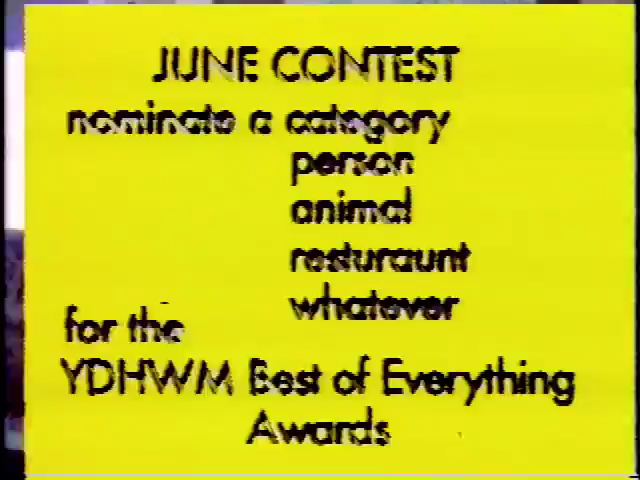 JUNE CONTEST
nominate a category
person
animal
resturaunt
whatever
for the
YDHWM Best of Everything
Awards